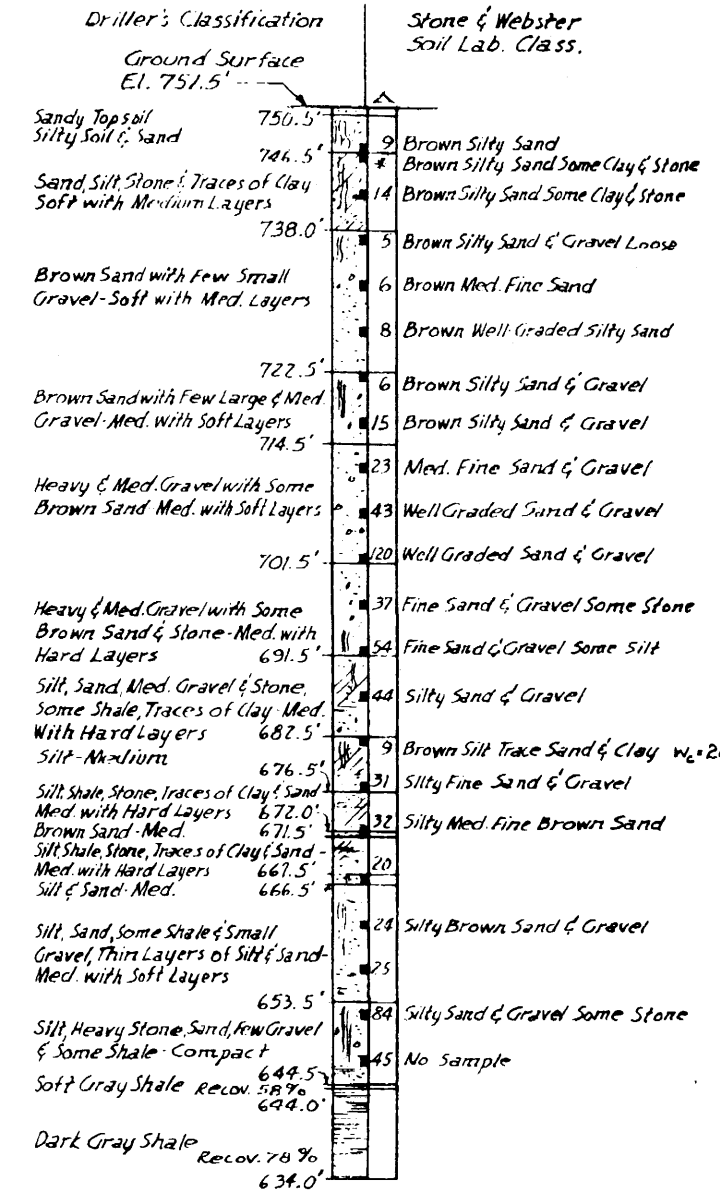 Driller's Classification
Stone & Webster
Soil Lab. Class.
Ground Surface
El. 751.5'
Sandy Topsoil 750.5'
Silty Soil & Sand
746.5'
9 Brown Silty Sand
* Brown Silty Sand Some Clay & Stone
Sand, Silt, Stone & Traces of Clay
Soft with Medium Layers
14 Brown Silty Sand Some Clay & Stone
738.0'
5 Brown Silty Sand & Gravel Loose
Brown Sand with Few Small
Gravel-Soft with Med. Layers
6 Brown Med. Fine Sand
8 Brown Well Graded Silty Sand
722.5'
6 Brown Silty Sand & Gravel
Brown Sand with Few Large & Med.
Gravel-Med. with Soft Layers
15 Brown Silty Sand & Gravel
714.5'
23 Med. Fine Sand & Gravel
Heavy & Med. Gravel with Some
Brown Sand Med. with Soft Layers
43 Well Graded Sand & Gravel
120 Well Graded Sand & Gravel
701.5'
37 Fine Sand & Gravel Some Stone
Heavy & Med. Gravel with Some
Brown Sand & Stone-Med. with
Hard Layers 691.5'
54 Fine Sand & Gravel Some Silt
Silt, Sand, Med. Gravel & Stone,
Some Shale, Traces of Clay-Med.
With Hard Layers 682.5'
44 Silty Sand & Gravel
Silt-Medium
676.5'
9 Brown Silt Trace Sand & Clay
31 Silty Fine Sand & Gravel
Silt, Shale, Stone, Traces of Clay & Sand
Med. with Hard Layers 672.0'
Brown Sand-Med. 671.5'
32 Silty Med. Fine Brown Sand
Silt, Shale, Stone, Traces of Clay & Sand-
Med. with Hard Layers 667.5'
Silt & Sand-Med. 666.5'
20
24 Silty Brown Sand & Gravel
Silt, Sand, Some Shale & Small
Gravel, Thin Layers of Silt & Sand-
Med. with Soft Layers
25
653.5'
84 Silty Sand & Gravel Some Stone
Silt, Heavy Stone, Sand, Few Gravel
& Some Shale-Compact
644.5
45 No Sample
Soft Gray Shale Recov. 58%
644.0'
Dark Gray Shale
Recov. 78%
634.0'